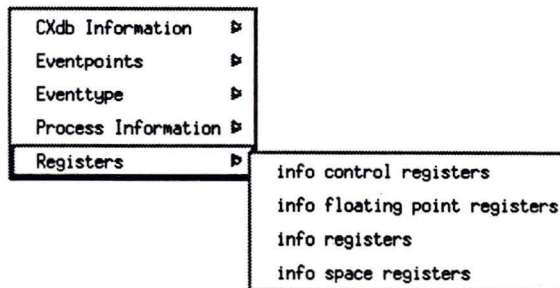 CXdb Information
Eventpoints
Eventtype
Process Information
Registers
info control registers
info floating point registers
info registers
info space registers